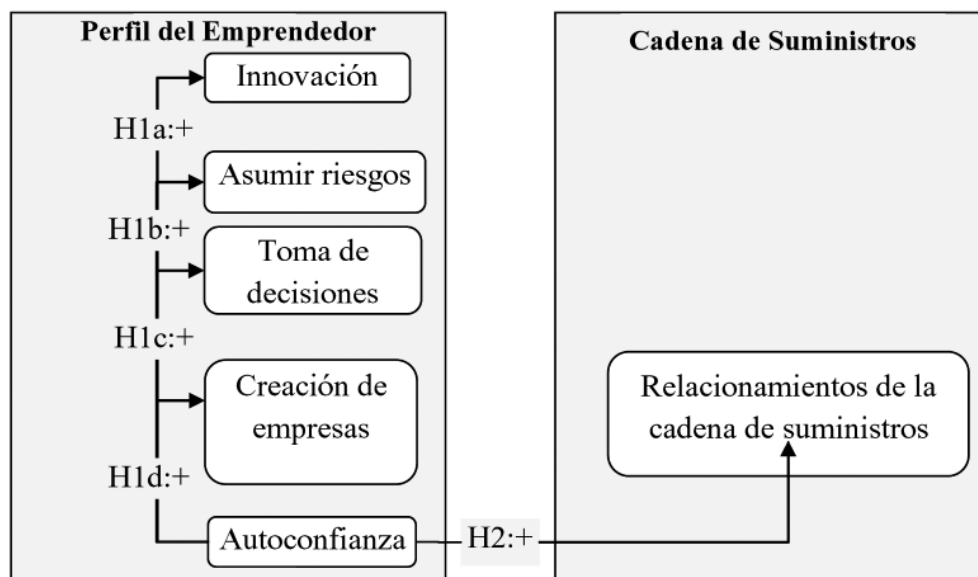 Perfil del Emprendedor
Innovación
H1a:+
Asumir riesgos
H1b:+
Toma de
decisiones
H1c:+
Creación de
empresas
H1d:+
Autoconfianza
H2:+
Cadena de Suministros
Relacionamientos de la
cadena de suministros